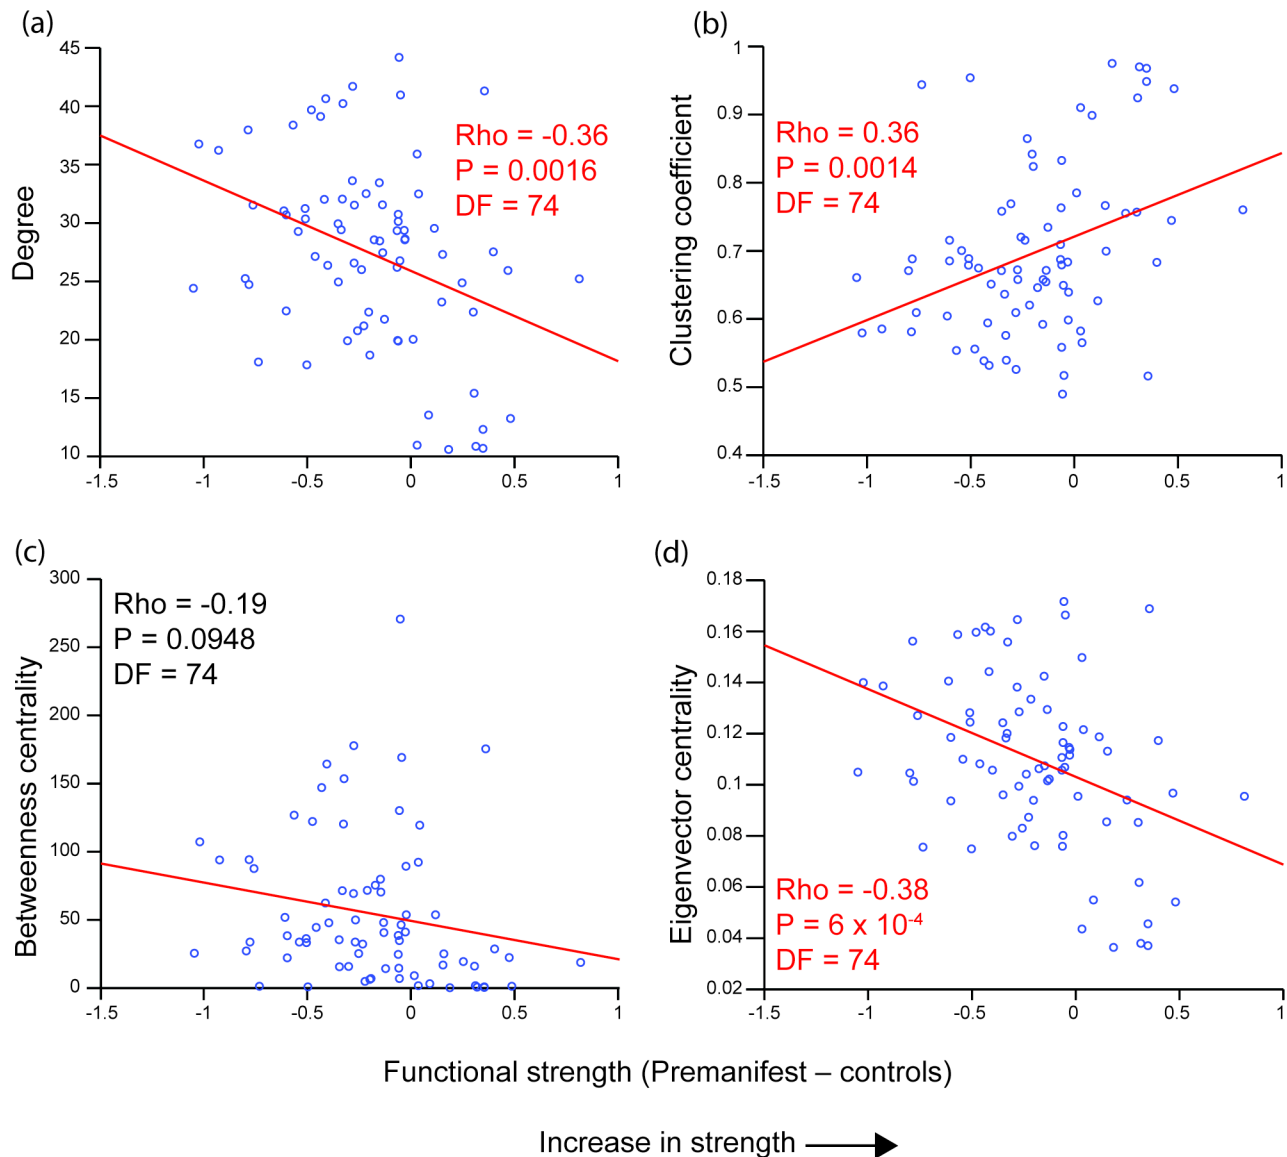 (a)
45
40
35
30
25
20
15
10
Degree
Rho = -0.36
P = 0.0016
DF = 74
-1.5
-1
-0.5
0
0.5
1
(b)
1
0.9
0.8
0.7
0.6
0.5
0.4
Clustering coefficient
Rho = 0.36
P = 0.0014
DF = 74
-1.5
-1
-0.5
0
0.5
1
(c)
300
250
200
150
100
50
0
Betweenness centrality
Rho = -0.19
P = 0.0948
DF = 74
-1.5
-1
-0.5
0
0.5
1
(d)
0.18
0.16
0.14
0.12
0.1
0.08
0.06
0.04
0.02
Eigenvector centrality
Rho = -0.38
P = 6 x 10⁻⁴
DF = 74
-1.5
-1
-0.5
0
0.5
1
Functional strength (Premanifest – controls)
Increase in strength